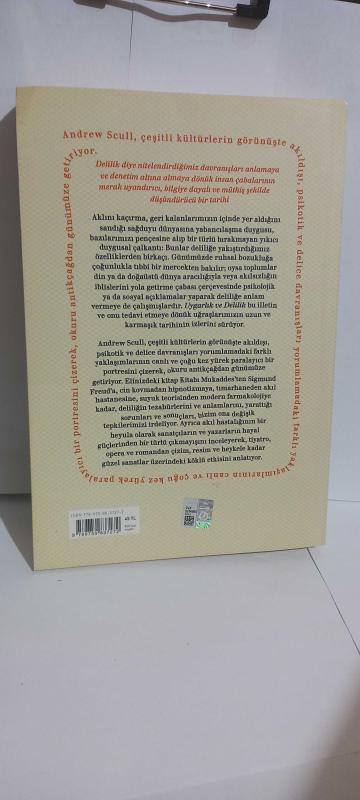 Andrew Scull, çeşitli kültürlerin görünüşte akıldışı, psikotik ve delice davranışları yorumlamadaki farklı yaklaşımlarının canlı ve çoğu kez yürek paralayıcı bir portresini çizerek, okuru antikçağdan günümüze getiriyor.
Delilik diye nitelendirdiğimiz davranışları anlamaya
ve denetim altına almaya dönük insan çabalarının
merak uyandırıcı, bilgiye dayalı ve müthiş şekilde
düşündürücü bir tarihi
Aklını kaçırma, geri kalanlarımızın içinde yer aldığını
sandığı sağduyu dünyasına yabancılaşma duygusu,
bazılarımızı pençesine alıp bir türlü bırakmayan yıkıcı
duygusal çalkantı: Bunlar deliliğe yakıştırdığımız
özelliklerden birkaçı. Günümüzde ruhsal bozukluğa
çoğunlukla tıbbi bir mercekten bakılır; oysa toplumlar
din ya da doğaüstü dünya aracılığıyla veya akılsızlığın
iblislerini yola getirme çabası çerçevesinde psikolojik
ya da sosyal açıklamalar yaparak deliliğe anlam
vermeye de çalışmışlardır. Uygarlık ve Delilik bu illetin
ve onu tedavi etmeye dönük uğraşlarımızın uzun ve
karmaşık tarihinin izlerini sürüyor.
Andrew Scull, çeşitli kültürlerin görünüşte akıldışı,
psikotik ve delice davranışları yorumlamadaki farklı
yaklaşımlarının canlı ve çoğu kez yürek paralayıcı bir
portresini çizerek, okuru antikçağdan günümüze
getiriyor. Elinizdeki kitap Kitabı Mukaddes'ten Sigmund
Freud'a, cin kovmadan hipnotizmaya, tımarhaneden akıl
hastanesine, suyuk teorisinden modern farmakolojiye
kadar, deliliğin tezahürlerini ve anlamlarını, yarattığı
sorunları ve sonuçları, bizim ona değişik
tepkilerimizi irdeliyor. Ayrıca akıl hastalığının bir
heyula olarak sanatçıların ve yazarların hayal
güçlerinden bir türlü çıkmayışını inceleyerek, tiyatro,
opera ve romandan çizim, resim ve heykele kadar
güzel sanatlar üzerindeki köklü etkisini anlatıyor.
45 TL